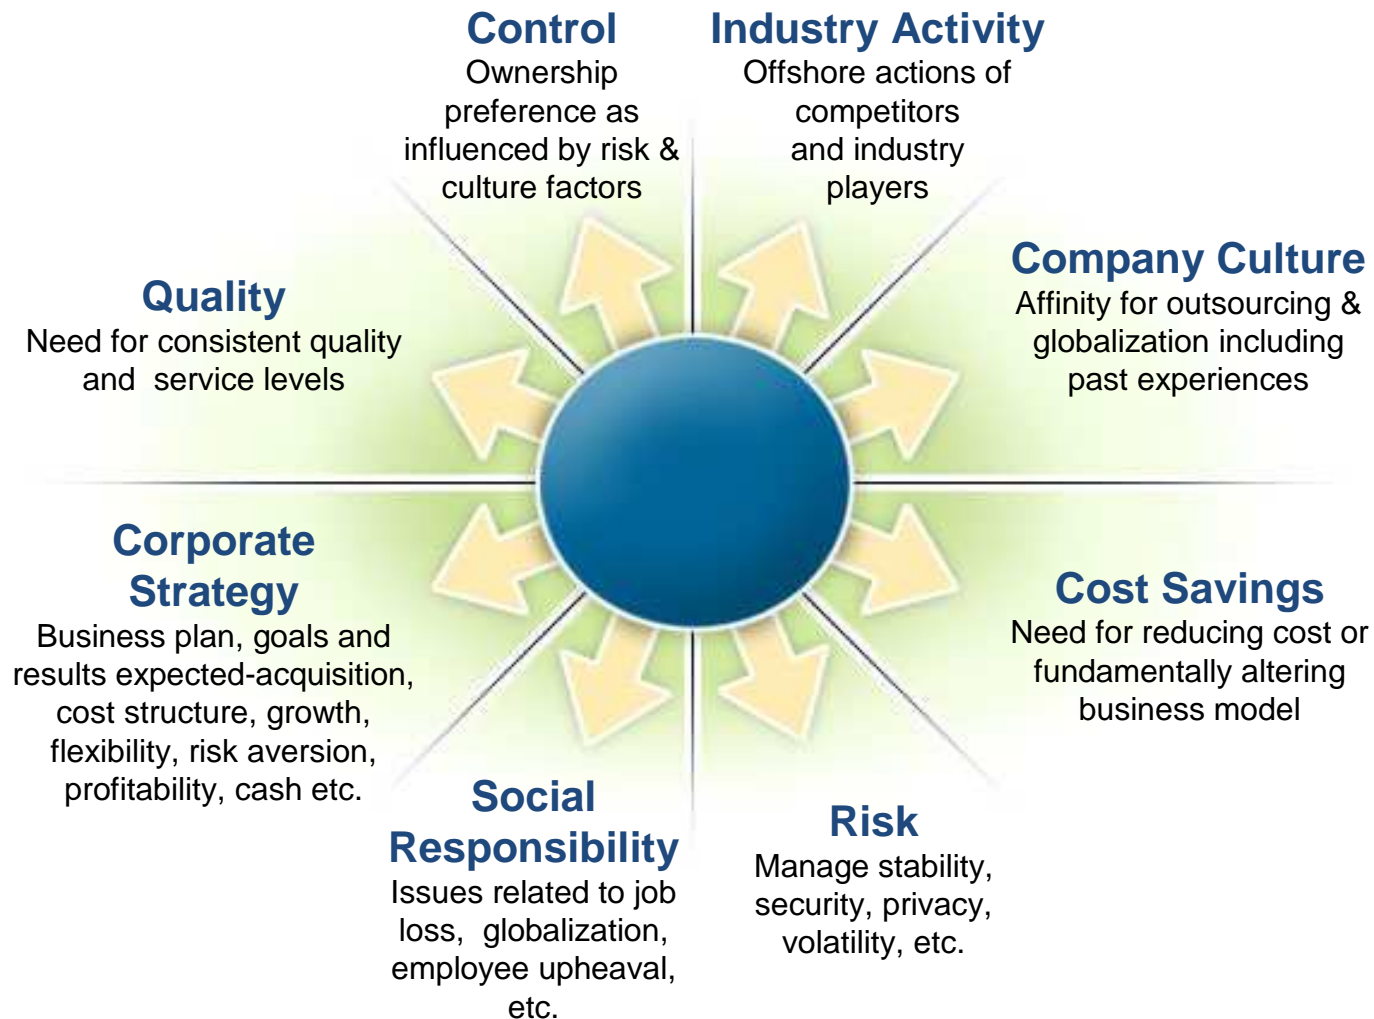 Control
Ownership
preference as
influenced by risk &
culture factors
Industry Activity
Offshore actions of
competitors
and industry
players
Company Culture
Affinity for outsourcing &
globalization including
past experiences
Quality
Need for consistent quality
and  service levels
Corporate
Strategy
Business plan, goals and
results expected-acquisition,
cost structure, growth,
flexibility, risk aversion,
profitability, cash etc.
Cost Savings
Need for reducing cost or
fundamentally altering
business model
Social
Responsibility
Issues related to job
loss,  globalization,
employee upheaval,
etc.
Risk
Manage stability,
security, privacy,
volatility, etc.